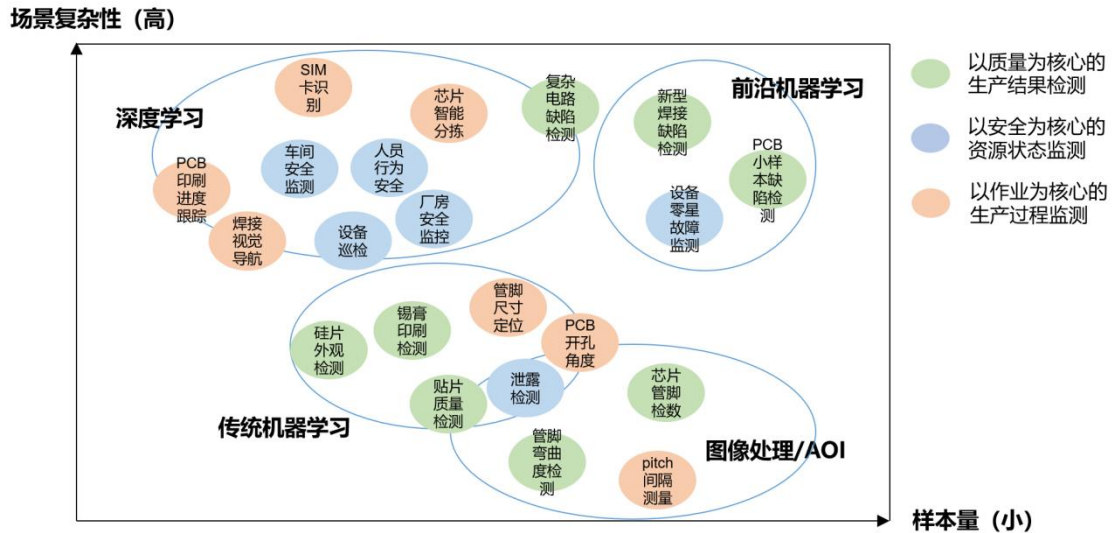 场景复杂性（高）
SIM
卡识
别
芯片
智能
分拣
复杂
电路
缺陷
检测
深度学习
车间
安全
监测
人员
行为
安全
PCB
印刷
进度
跟踪
厂房
安全
监控
焊接
视觉
导航
设备
巡检
前沿机器学习
新型
焊接
缺陷
检测
PCB
小样
本缺
陷检
测
设备
零星
故障
监测
以质量为核心的
生产结果检测
以安全为核心的
资源状态监测
以作业为核心的
生产过程监测
管脚
尺寸
定位
锡膏
印刷
检测
硅片
外观
检测
PCB
开孔
角度
贴片
质量
检测
泄露
检测
传统机器学习
芯片
管脚
检数
管脚
弯曲
度检
测
pitch
间隔
测量
图像处理/AOI
样本量（小）